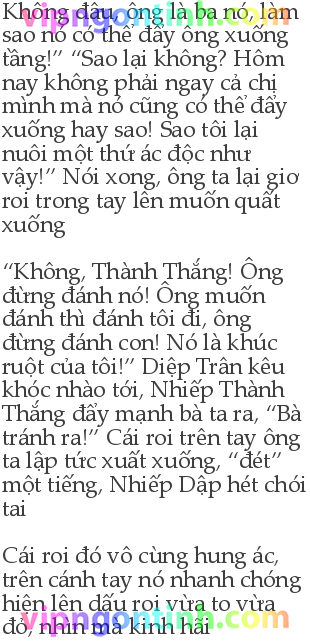 Không đâu, ông là ba nó, làm
sao nó có thể đẩy ông xuống
tầng!” “Sao lại không? Hôm
nay không phải ngay cả chị
mình mà nó cũng có thể đẩy
xuống hay sao! Sao tôi lại
nuôi một thứ ác độc như
vậy!” Nói xong, ông ta lại giơ
roi trong tay lên muốn quất
xuống
“Không, Thành Thắng! Ông
đừng đánh nó! Ông muốn
đánh thì đánh tôi đi, ông
đừng đánh con! Nó là khúc
ruột của tôi!” Diệp Trân kêu
khóc nhào tới, Nhiếp Thành
Thắng đẩy mạnh bà ta ra, “Bà
tránh ra!” Cái roi trên tay ông
ta lập tức xuất xuống, “đét”
một tiếng, Nhiếp Dập hét chói
tai
Cái roi đó vô cùng hung ác,
trên cánh tay nó nhanh chóng
hiện lên dấu roi vừa to vừa
đỏ, nhìn mà kinh hãi
vipngontinh.com
vipngontinh.com